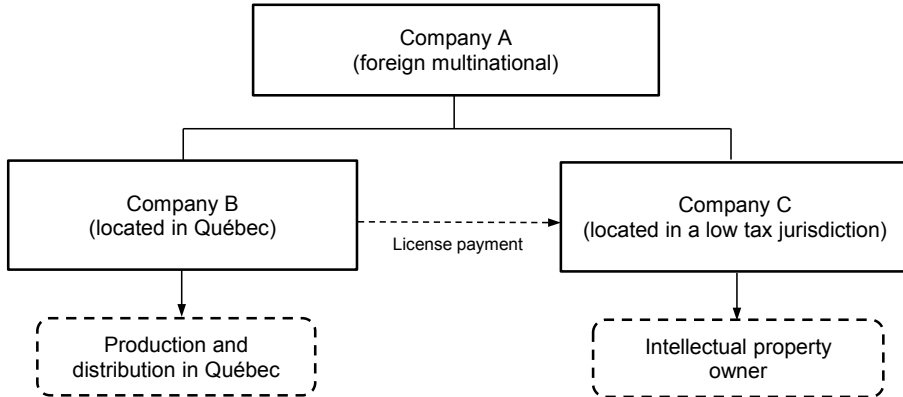 Company A
(foreign multinational)
Company B
(located in Québec)
License payment
Company C
(located in a low tax jurisdiction)
Production and
distribution in Québec
Intellectual property
owner